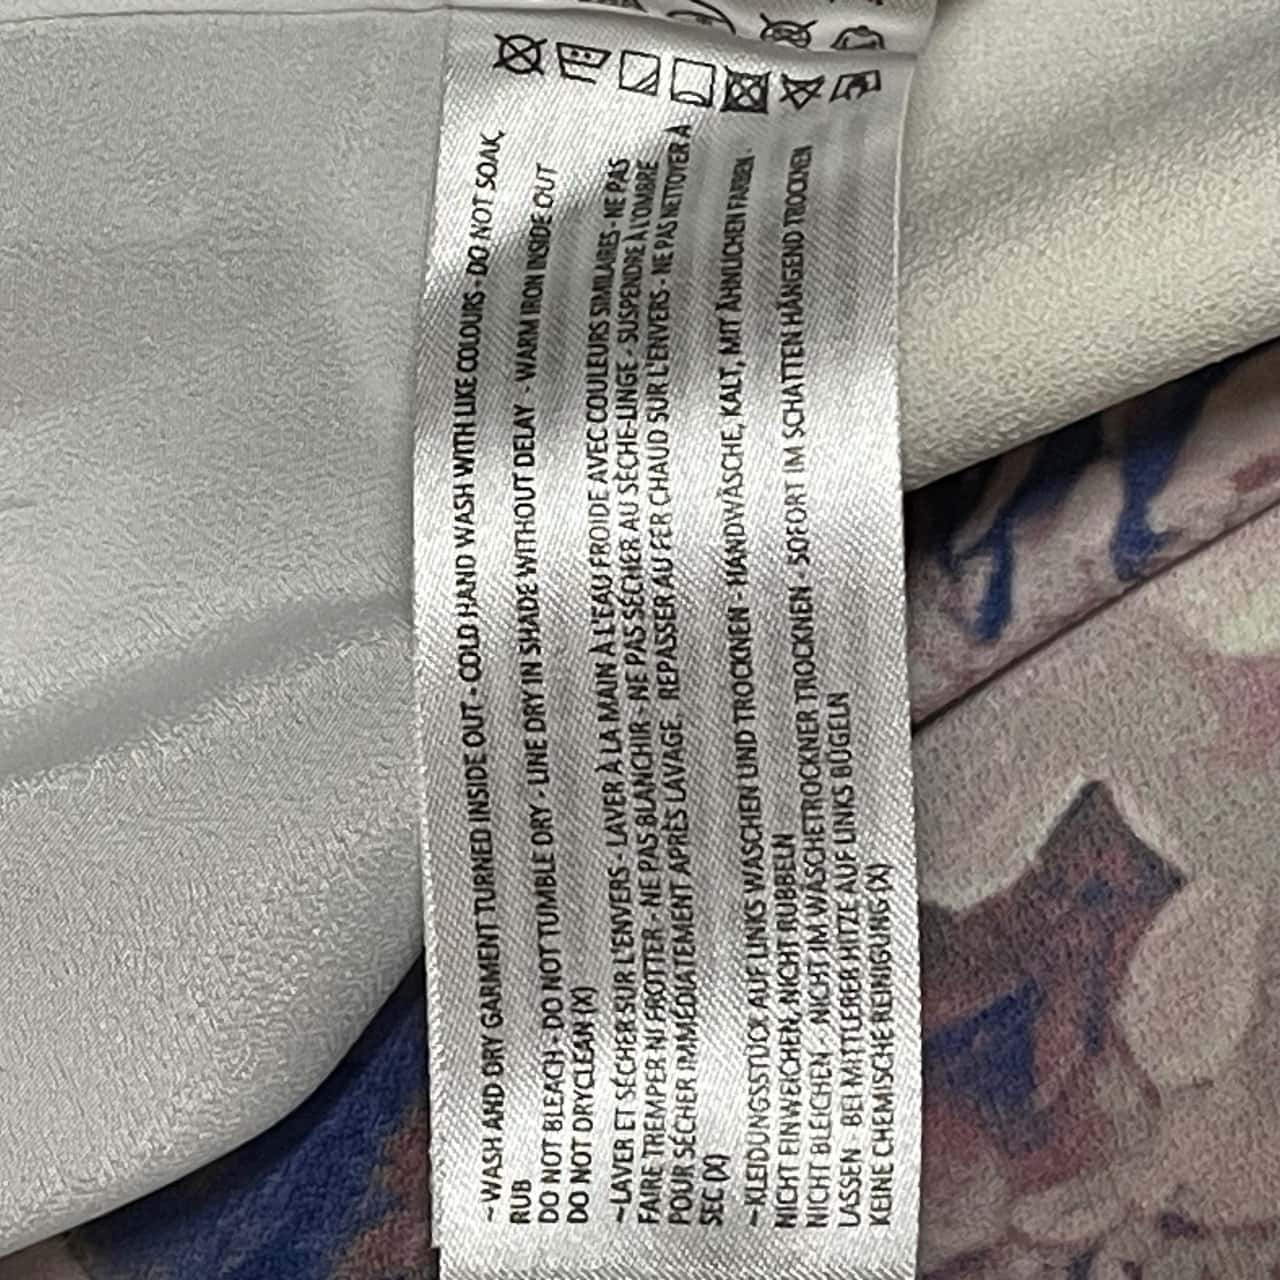 ~WASH AND DRY GARMENT TURNED INSIDE OUT - COLD HAND WASH WITH LIKE COLOURS - DO NOT SOAK,
RUB
DO NOT BLEACH - DO NOT TUMBLE DRY - LINE DRY IN SHADE WITHOUT DELAY - WARM IRON INSIDE OUT
DO NOT DRYCLEAN (X)
~LAVER ET SÉCHER SUR L'ENVERS - LAVER À LA MAIN À L'EAU FROIDE AVEC COULEURS SIMILAIRES - NE PAS
FAIRE TREMPER NI FROTTER - NE PAS BLANCHIR - NE PAS SÉCHER AU SÈCHE-LINGE - SUSPENDRE À L'OMBRE
POUR SÉCHER IMMÉDIATEMENT APRÈS LAVAGE. REPASSER AU FER CHAUD SUR L'ENVERS - NE PAS NETTOYER À
SEC (X)
~KLEIDUNGSSTÜCK AUF LINKS WASCHEN UND TROCKNEN - HANDWÄSCHE, KALT, MIT ÄHNLICHEN FARBEN -
NICHT EINWEICHEN, NICHT RUBBELN
NICHT BLEICHEN - NICHT IM WÄSCHETROCKNER TROCKNEN - SOFORT IM SCHATTEN HÄNGEND TROCKNEN
LASSEN BEI MITTLERER HITZE AUF LINKS BÜGELN
KEINE CHEMISCHE REINIGUNG (X)